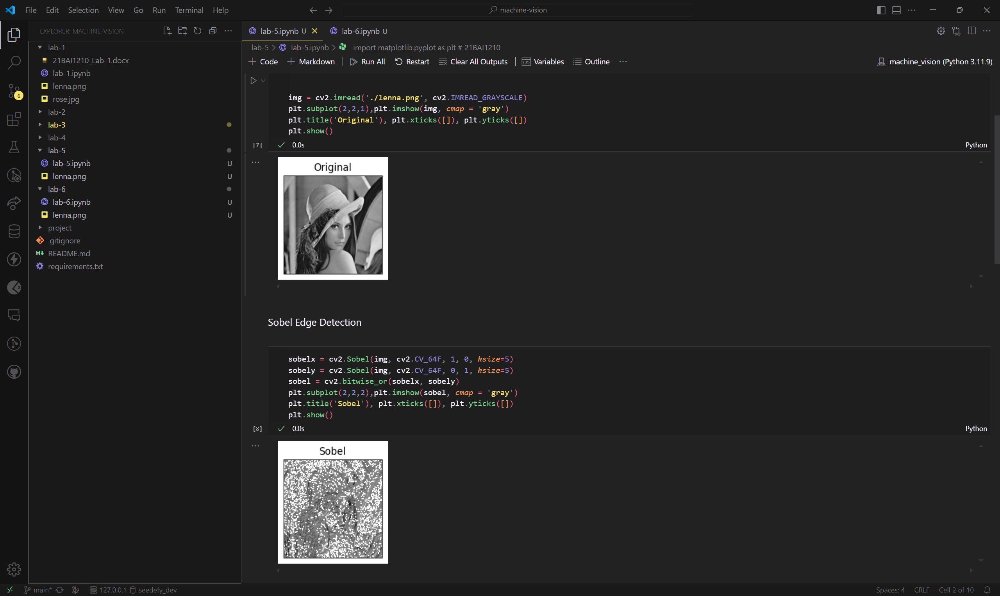 File Edit Selection View Go Run Terminal Help
machine-vision
EXPLORER: MACHINE-VISION
lab-1
21BAI1210_Lab-1.docx
lab-1.ipynb
lenna.png
rose.jpg
lab-2
lab-3
lab-4
lab-5
lab-5.ipynb U
lenna.png U
lab-6
lab-6.ipynb U
lenna.png U
project
.gitignore
README.md
requirements.txt
6
lab-5.ipynb U
lab-6.ipynb U
lab-5 > lab-5.ipynb > import matplotlib.pyplot as plt # 21BAI1210
Code Markdown Run All Restart Clear All Outputs Variables Outline
machine_vision (Python 3.11.9)
img = cv2.imread('./lenna.png', cv2.IMREAD_GRAYSCALE)
plt.subplot(2,2,1),plt.imshow(img, cmap = 'gray')
plt.title('Original'), plt.xticks([]), plt.yticks([])
plt.show()
[7] 0.0s Python
Original
Sobel Edge Detection
sobelx = cv2.Sobel(img, cv2.CV_64F, 1, 0, ksize=5)
sobely = cv2.Sobel(img, cv2.CV_64F, 0, 1, ksize=5)
sobel = cv2.bitwise_or(sobelx, sobely)
plt.subplot(2,2,2),plt.imshow(sobel, cmap = 'gray')
plt.title('Sobel'), plt.xticks([]), plt.yticks([])
plt.show()
[8] 0.0s Python
Sobel
main* 127.0.0.1 seedefy_dev
Spaces: 4 CRLF Cell 2 of 10